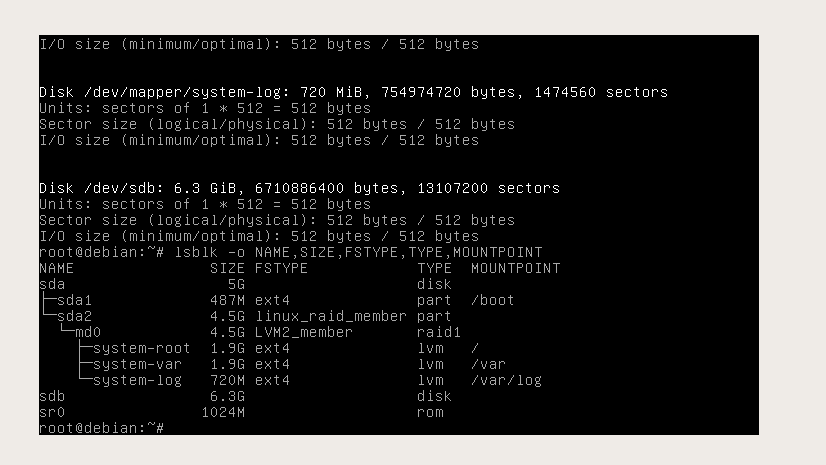 I/O size (minimum/optimal): 512 bytes / 512 bytes
Disk /dev/mapper/system-log: 720 MiB, 754974720 bytes, 1474560 sectors
Units: sectors of 1 * 512 = 512 bytes
Sector size (logical/physical): 512 bytes / 512 bytes
I/O size (minimum/optimal): 512 bytes / 512 bytes
Disk /dev/sdb: 6.3 GiB, 6710886400 bytes, 13107200 sectors
Units: sectors of 1 * 512 = 512 bytes
Sector size (logical/physical): 512 bytes / 512 bytes
I/O size (minimum/optimal): 512 bytes / 512 bytes
root@debian:~# lsblk -o NAME,SIZE,FSTYPE,TYPE,MOUNTPOINT
NAME               SIZE FSTYPE            TYPE  MOUNTPOINT
sda                  5G                   disk
├─sda1             487M ext4              part  /boot
└─sda2             4.5G linux_raid_member part
  └─md0            4.5G LVM2_member       raid1
    ├─system-root  1.9G ext4              lvm   /
    ├─system-var   1.9G ext4              lvm   /var
    └─system-log   720M ext4              lvm   /var/log
sdb                6.3G                   disk
sr0               1024M                   rom
root@debian:~#